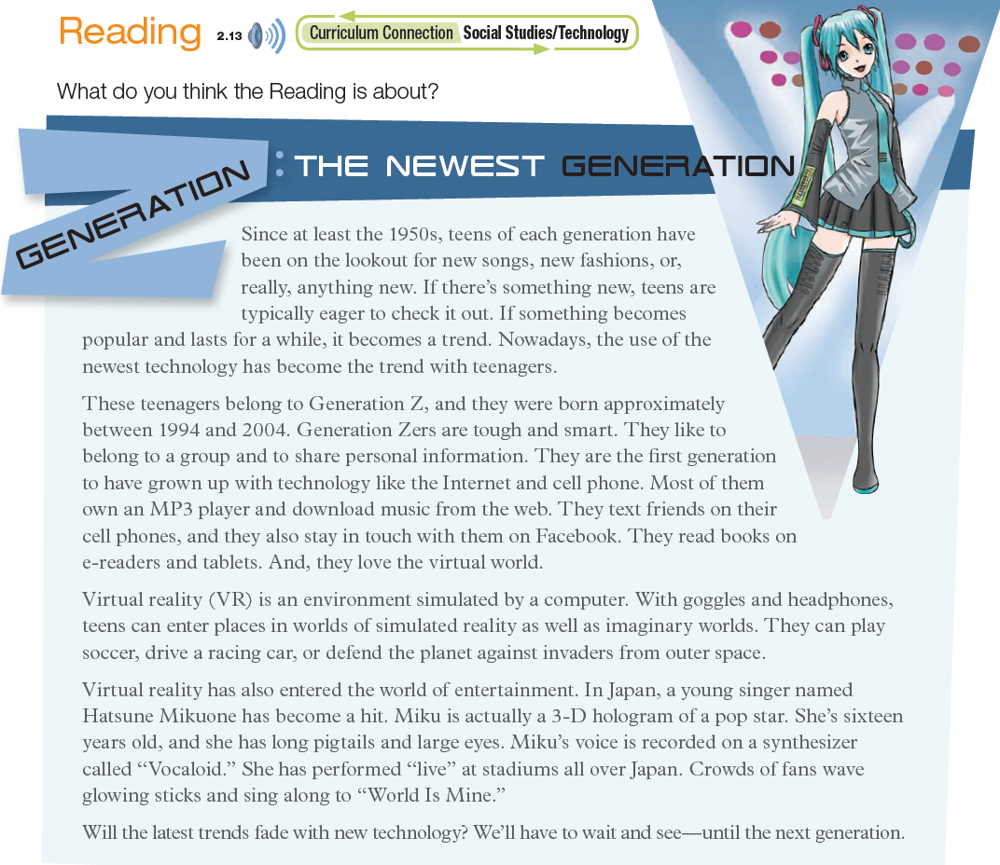 Reading 2.13 Curriculum Connection Social Studies/Technology
What do you think the Reading is about?
GENERATION Z : THE NEWEST GENERATION
Since at least the 1950s, teens of each generation have
been on the lookout for new songs, new fashions, or,
really, anything new. If there's something new, teens are
typically eager to check it out. If something becomes
popular and lasts for a while, it becomes a trend. Nowadays, the use of the
newest technology has become the trend with teenagers.
These teenagers belong to Generation Z, and they were born approximately
between 1994 and 2004. Generation Zers are tough and smart. They like to
belong to a group and to share personal information. They are the first generation
to have grown up with technology like the Internet and cell phone. Most of them
own an MP3 player and download music from the web. They text friends on their
cell phones, and they also stay in touch with them on Facebook. They read books on
e-readers and tablets. And, they love the virtual world.
Virtual reality (VR) is an environment simulated by a computer. With goggles and headphones,
teens can enter places in worlds of simulated reality as well as imaginary worlds. They can play
soccer, drive a racing car, or defend the planet against invaders from outer space.
Virtual reality has also entered the world of entertainment. In Japan, a young singer named
Hatsune Mikuone has become a hit. Miku is actually a 3-D hologram of a pop star. She's sixteen
years old, and she has long pigtails and large eyes. Miku's voice is recorded on a synthesizer
called “Vocaloid.” She has performed “live” at stadiums all over Japan. Crowds of fans wave
glowing sticks and sing along to “World Is Mine.”
Will the latest trends fade with new technology? We'll have to wait and see—until the next generation.